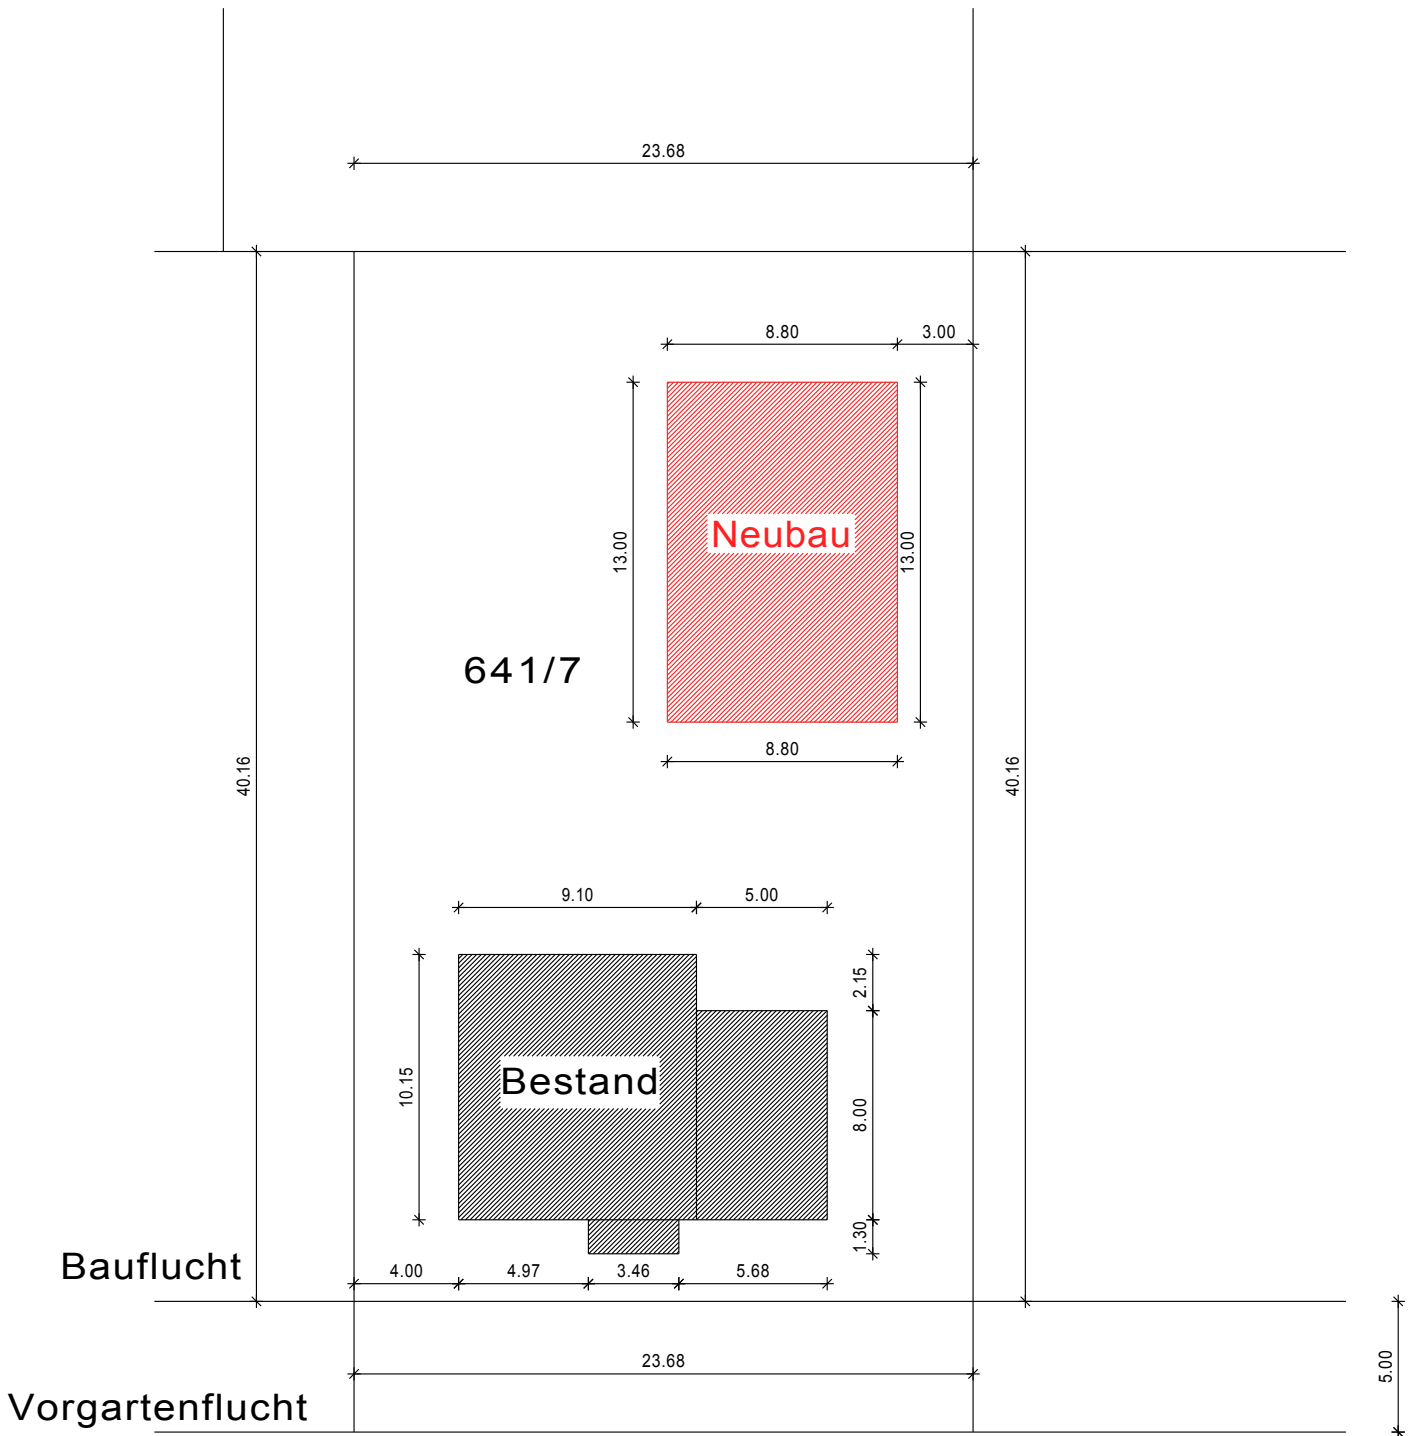 23.68
8.80 3.00
13.00 Neubau 13.00
641/7
8.80
40.16 40.16
9.10 5.00
2.15
10.15 Bestand 8.00
1.30
Bauflucht
4.00 4.97 3.46 5.68
23.68
5.00
Vorgartenflucht